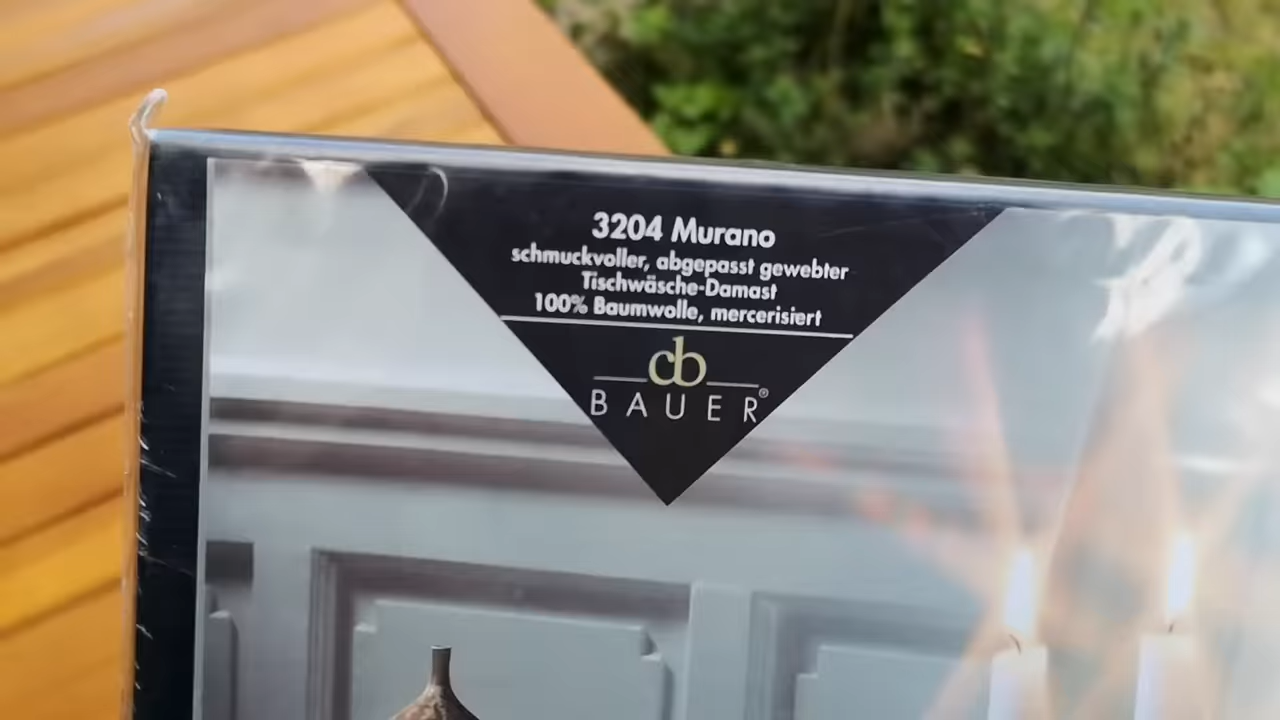 3204 Murano
schmuckvoller, abgepasst gewebter
Tischwäsche-Damast
100% Baumwolle, mercerisiert
cb
BAUER®